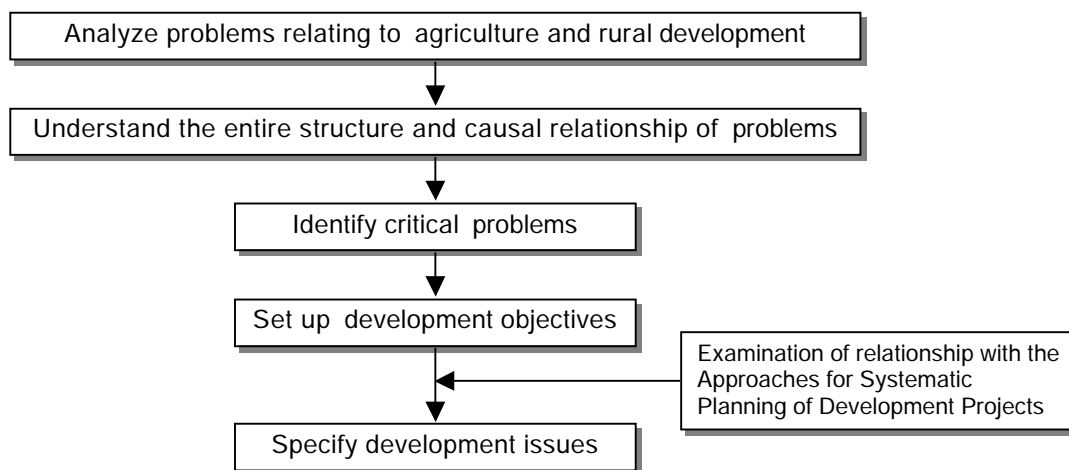 Analyze problems relating to agriculture and rural development
Understand the entire structure and causal relationship of problems
Identify critical problems
Set up development objectives
Examination of relationship with the
Approaches for Systematic
Planning of Development Projects
Specify development issues